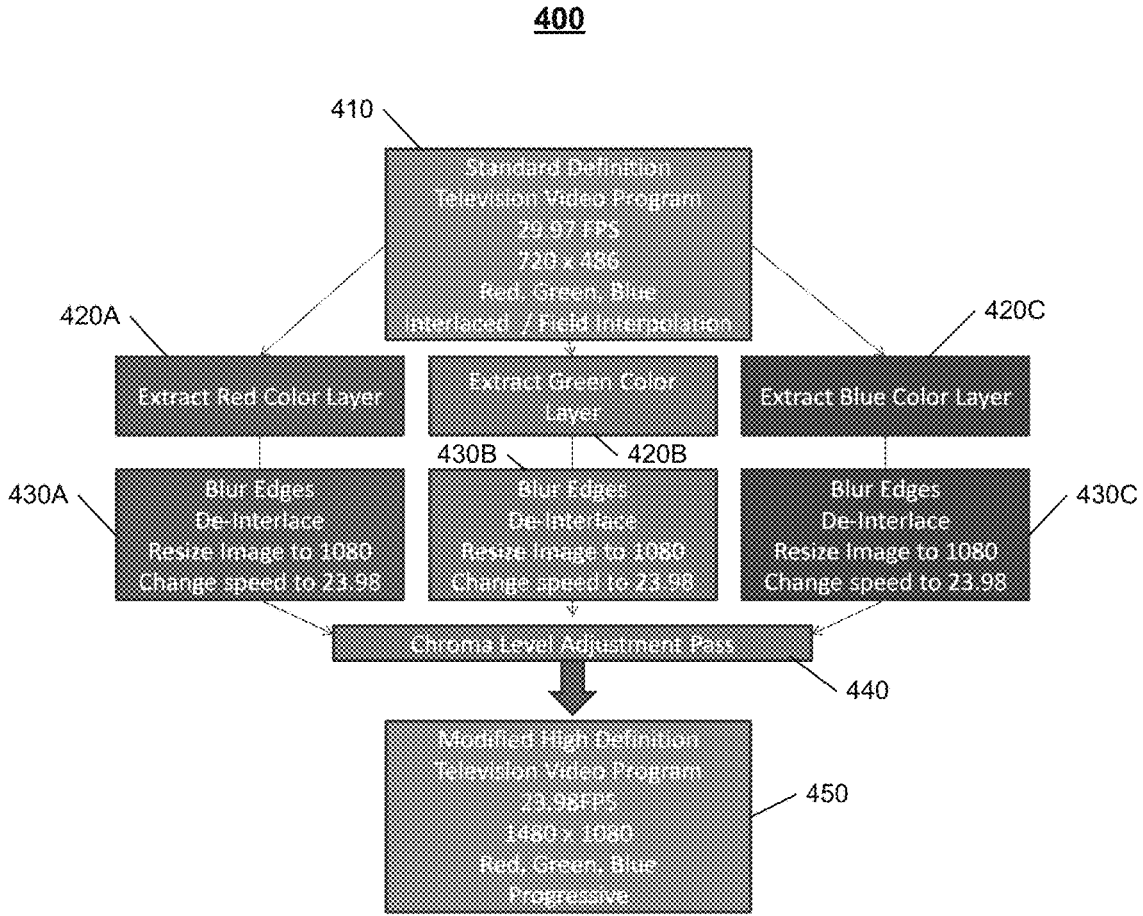 400
410
Standard Definition
Television Video Program
29.97 FPS
720 x 486
Red, Green, Blue
Interlaced / Field Interpolation
420A
420C
Extract Red Color Layer
Extract Green Color
Layer
Extract Blue Color Layer
430B
420B
430A
430C
Blur Edges
De-Interlace
Resize Image to 1080
Change speed to 23.98
Blur Edges
De-Interlace
Resize Image to 1080
Change speed to 23.98
Blur Edges
De-Interlace
Resize Image to 1080
Change speed to 23.98
Chroma Level Adjustment Pass
440
Modified High Definition
Television Video Program
23.98FPS
1480 x 1080
Red, Green, Blue
Progressive
450